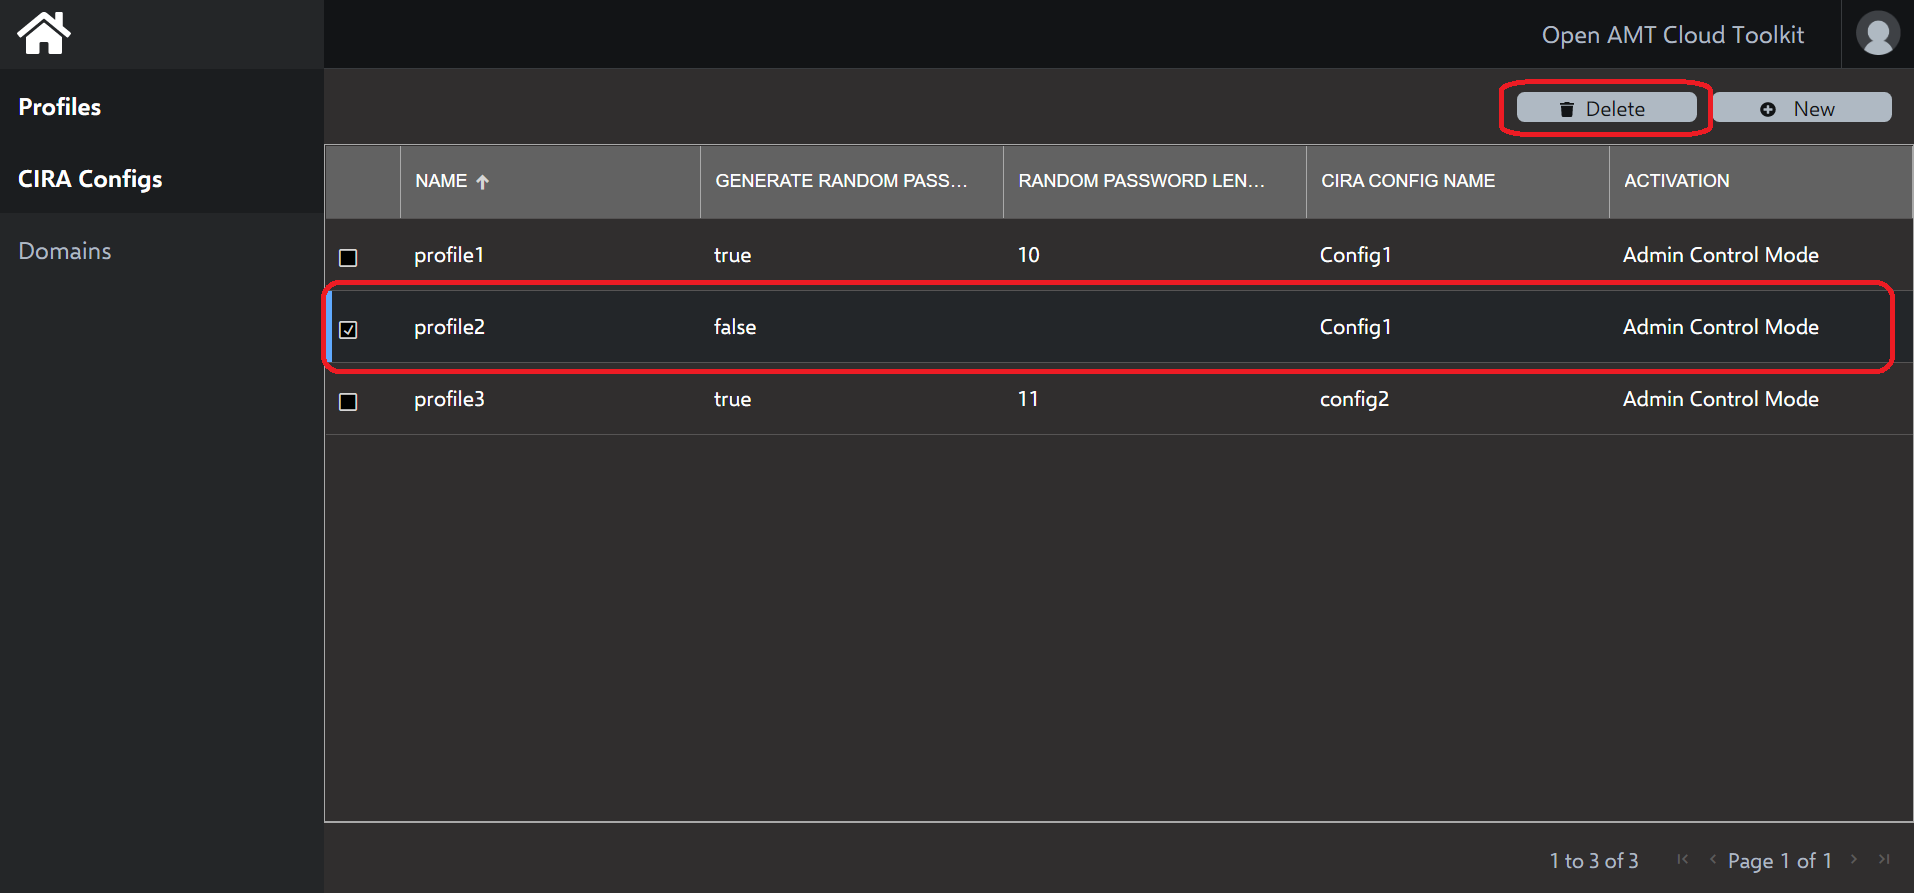 Open AMT Cloud Toolkit
Profiles
CIRA Configs
Domains
Delete
New
NAME GENERATE RANDOM PASS... RANDOM PASSWORD LEN... CIRA CONFIG NAME ACTIVATION
profile1 true 10 Config1 Admin Control Mode
profile2 false Config1 Admin Control Mode
profile3 true 11 config2 Admin Control Mode
1 to 3 of 3 Page 1 of 1